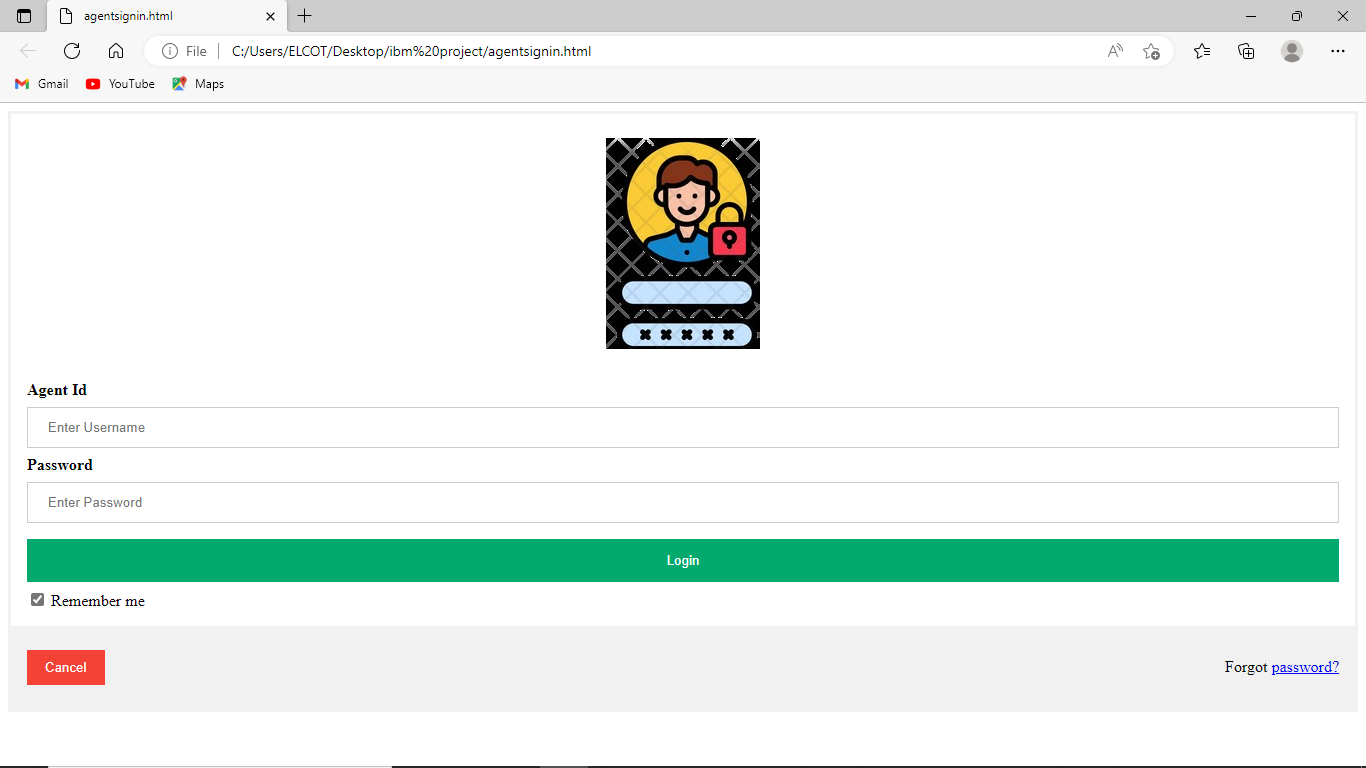 agentsignin.html
File C:/Users/ELCOT/Desktop/ibm%20project/agentsignin.html
Gmail YouTube Maps
Agent Id
Enter Username
Password
Enter Password
Login
Remember me
Cancel Forgot password?